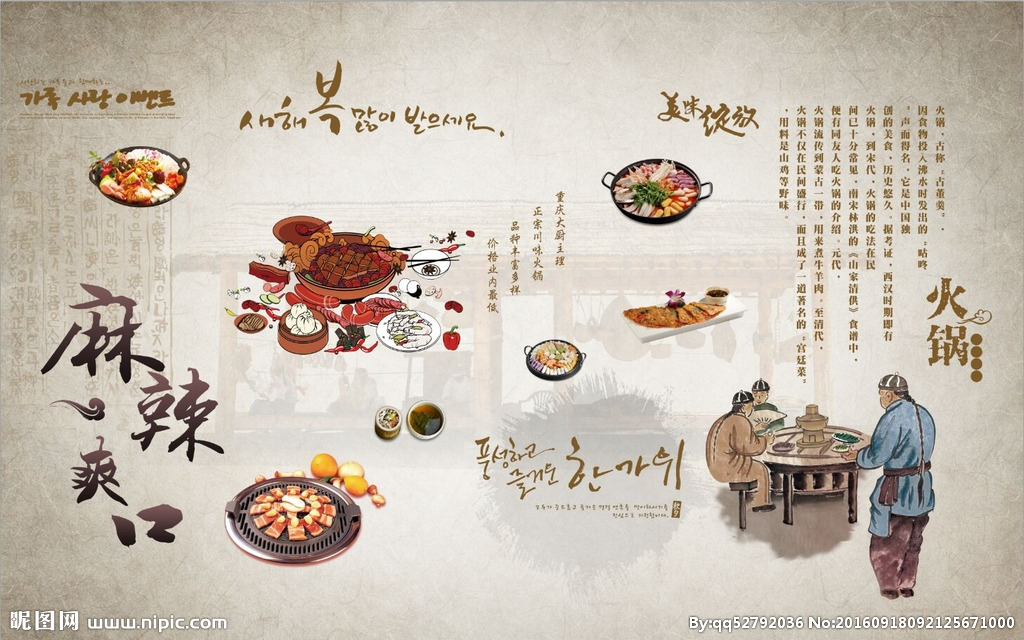 가족 사랑 이벤트
새해 복 많이 받으세요.
美味绽放
火锅
火锅,古称“古董羹”,
因食物投入沸水时发出的“咕咚
”声而得名,它是中国独
创的美食,历史悠久。据考证,西汉时期即有
火锅,到宋代,火锅的吃法在民
间已十分常见,南宋林洪的《山家清供》食谱中,
便有同友人吃火锅的介绍。元代,
火锅流传到蒙古一带,用来煮牛羊肉。至清代,
火锅不仅在民间盛行,而且成了一道著名的“宫廷菜”
,用料是山鸡等野味。
重庆大厨主理
正宗川味火锅
品种丰富多样
价格业内最低
麻辣
爽口
풍성하고
즐거운
한가위
昵图网 www.nipic.com
By:qq52792036 No:20160918092125671000